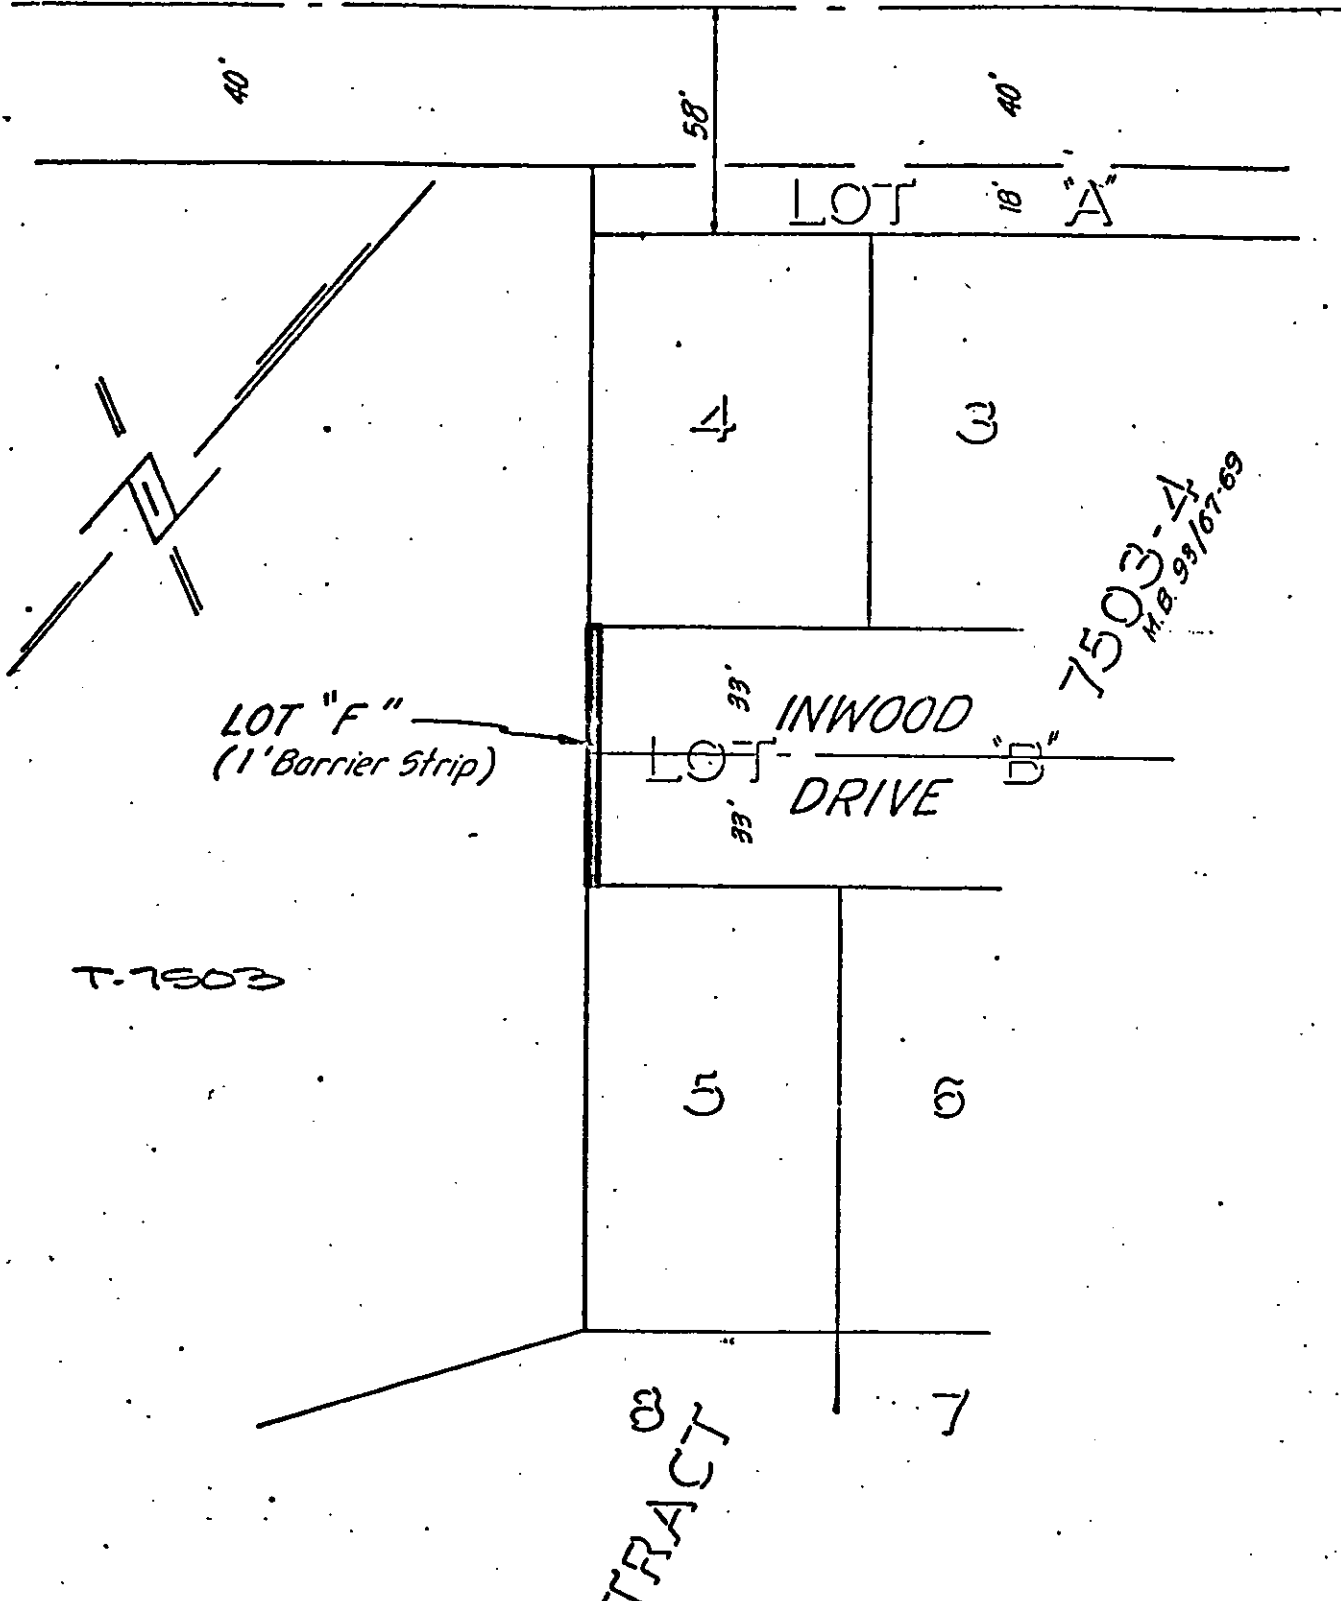 40'
58'
40'
LOT 18' "A"
4
3
7503-4
M.B. 93/67-69
LOT "F"
(1' Barrier Strip)
33'
INWOOD
LOT "B"
DRIVE
33'
T-7503
5
6
8
7
TRACT